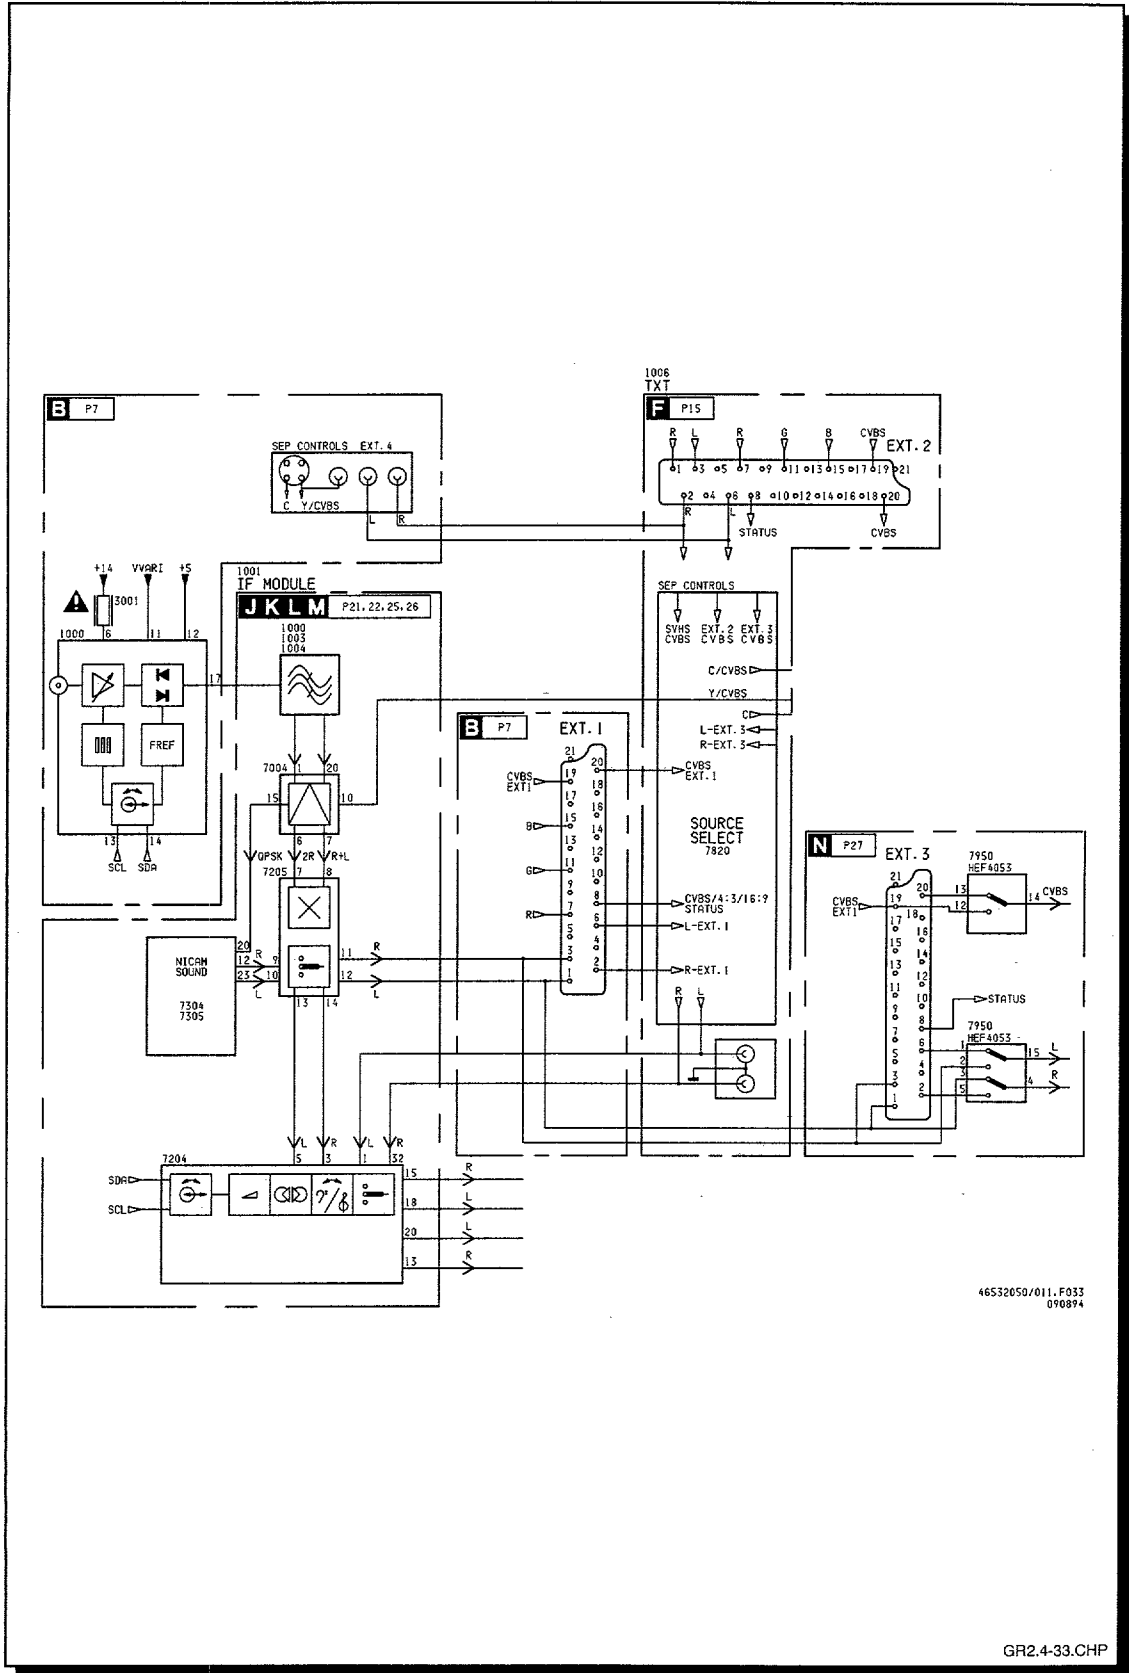 1006
TXT
B P7
F P15
R L R G B CVBS
EXT.2
SEP CONTROLS EXT.4
1 3 5 7 9 11 13 15 17 19 21
2 4 6 8 10 12 14 16 18 20
C Y/CVBS
L R
R L
STATUS
CVBS
+14 VVARI +5
3001
1001
IF MODULE
J K L M P21,22,25,26
SEP CONTROLS
1000
6 11 12
1000
1003
1004
SVHS EXT.2 EXT.3
CVBS CVBS CVBS
17
C/CVBS
Y/CVBS
C
L-EXT.3
R-EXT.3
B P7
EXT.1
FREF
7004 1 20
15 10
6 7
13 14
SCL SDA
QPSK 2R R+L
7205 7 8
21
20
CVBS
EXT1
19
18
17
16
15
14
13
12
11
10
9
8
7
6
5
4
3
2
1
B
G
R
CVBS
EXT.1
SOURCE
SELECT
7820
CVBS/4:3/16:9
STATUS
L-EXT.1
R-EXT.1
R L
N P27
EXT.3
7950
HEF4053
13
12
14 CVBS
CVBS
EXT1
21
20
19
18
17
16
15
14
13
12
11
10
9
8
7
6
5
4
3
2
1
STATUS
7950
HEF4053
1
2
3
5
15 L
4 R
NICAM
SOUND
7304
7305
20
12 R 9
23 L 10
11 R
12 L
13 14
L R L R
7204 5 3 1 32
SDA
SCL
15 R
18 L
20 L
13 R
46532050/011.F033
090894
GR2.4-33.CHP